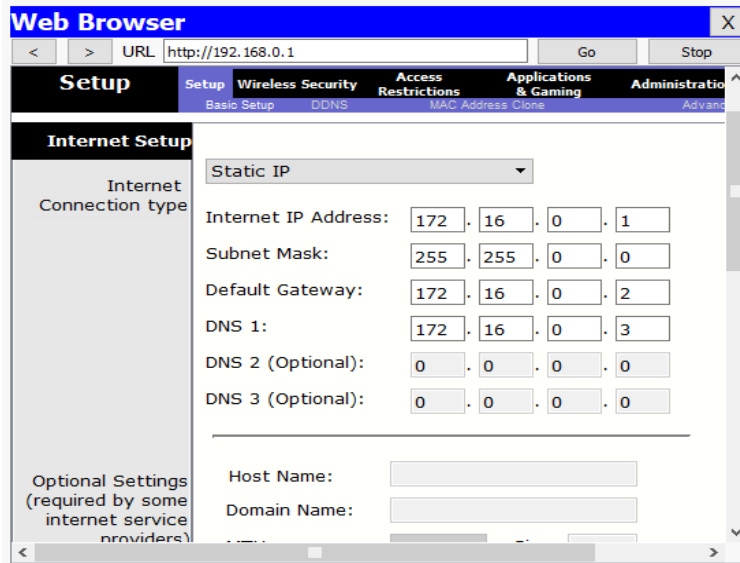 Web Browser X
< > URL http://192.168.0.1 Go Stop
Setup Setup Wireless Security Access Restrictions Applications & Gaming Administratio
Basic Setup DDNS MAC Address Clone Advanc
Internet Setup
Internet Connection type Static IP
Internet IP Address: 172 . 16 . 0 . 1
Subnet Mask: 255 . 255 . 0 . 0
Default Gateway: 172 . 16 . 0 . 2
DNS 1: 172 . 16 . 0 . 3
DNS 2 (Optional): 0 . 0 . 0 . 0
DNS 3 (Optional): 0 . 0 . 0 . 0
Optional Settings
(required by some
internet service
providers)
Host Name:
Domain Name: